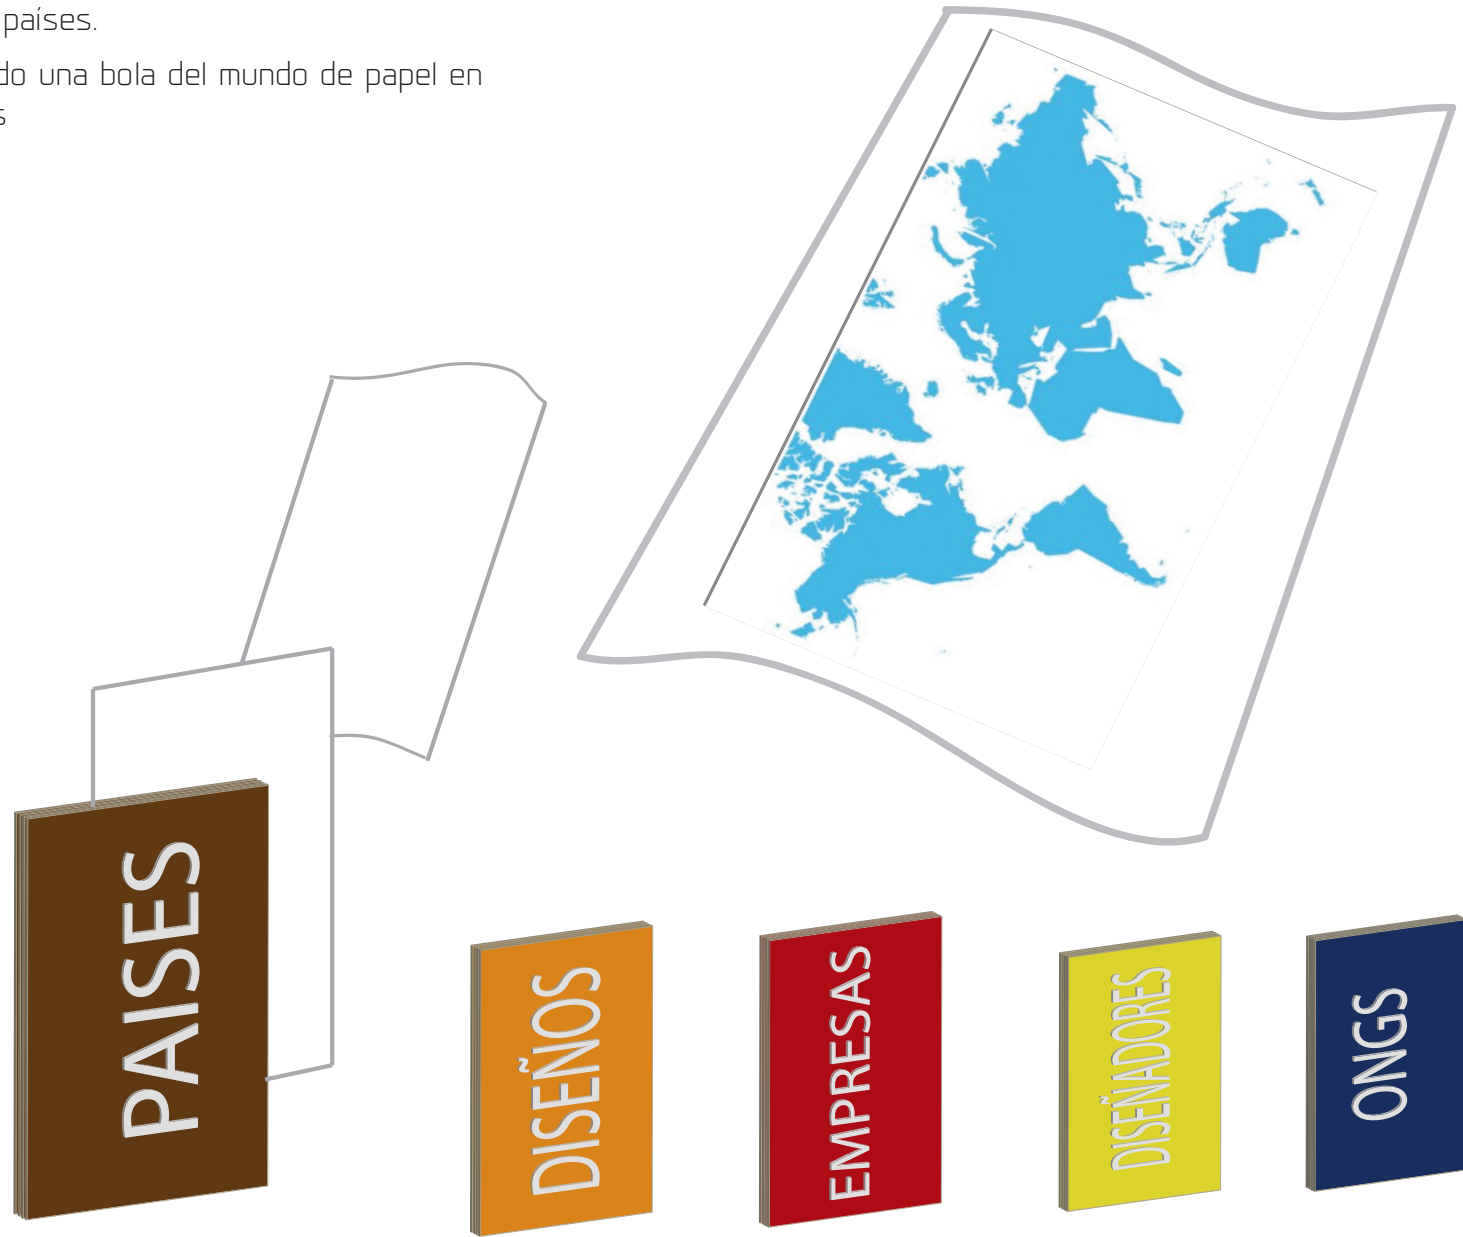 países.
do una bola del mundo de papel en
s
PAISES
DISEÑOS
EMPRESAS
DISEÑADORES
ONGS